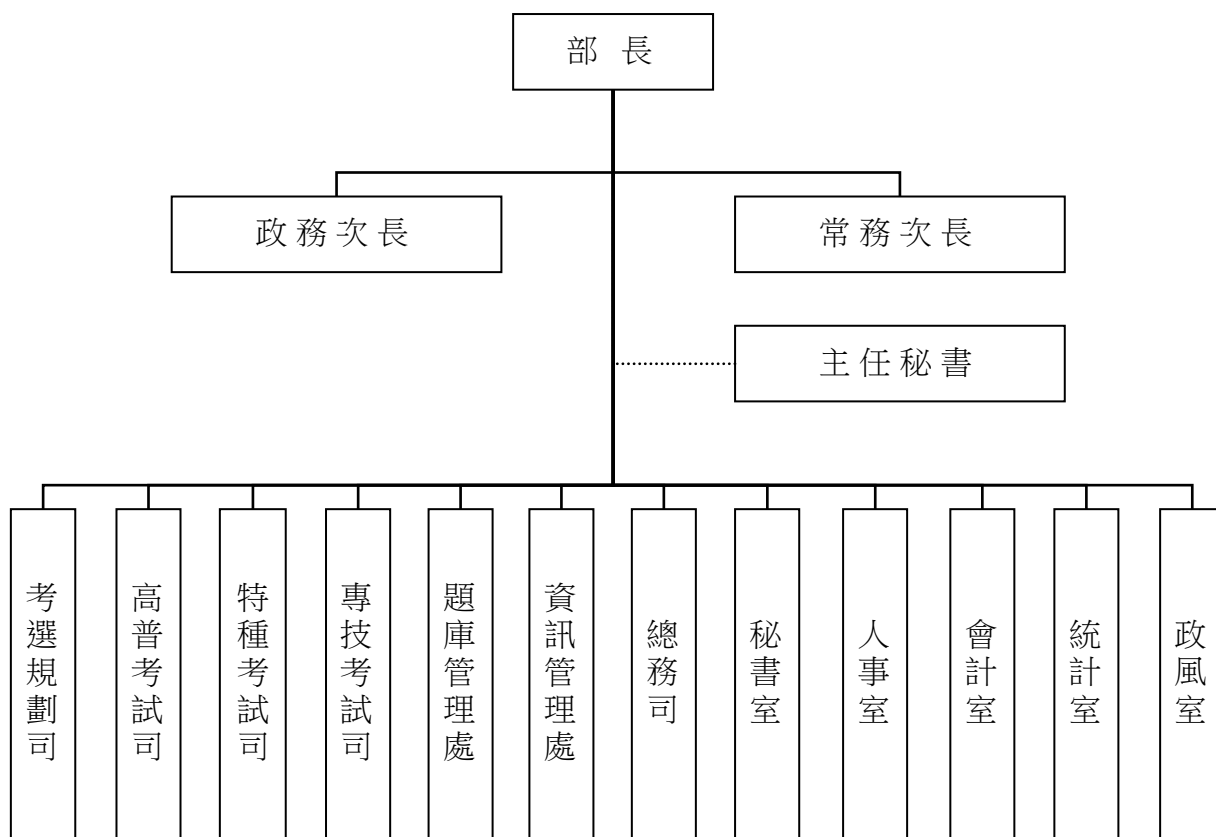 部長
政務次長
常務次長
主任秘書
考選規劃司
高普考試司
特種考試司
專技考試司
題庫管理處
資訊管理處
總務司
秘書室
人事室
會計室
統計室
政風室